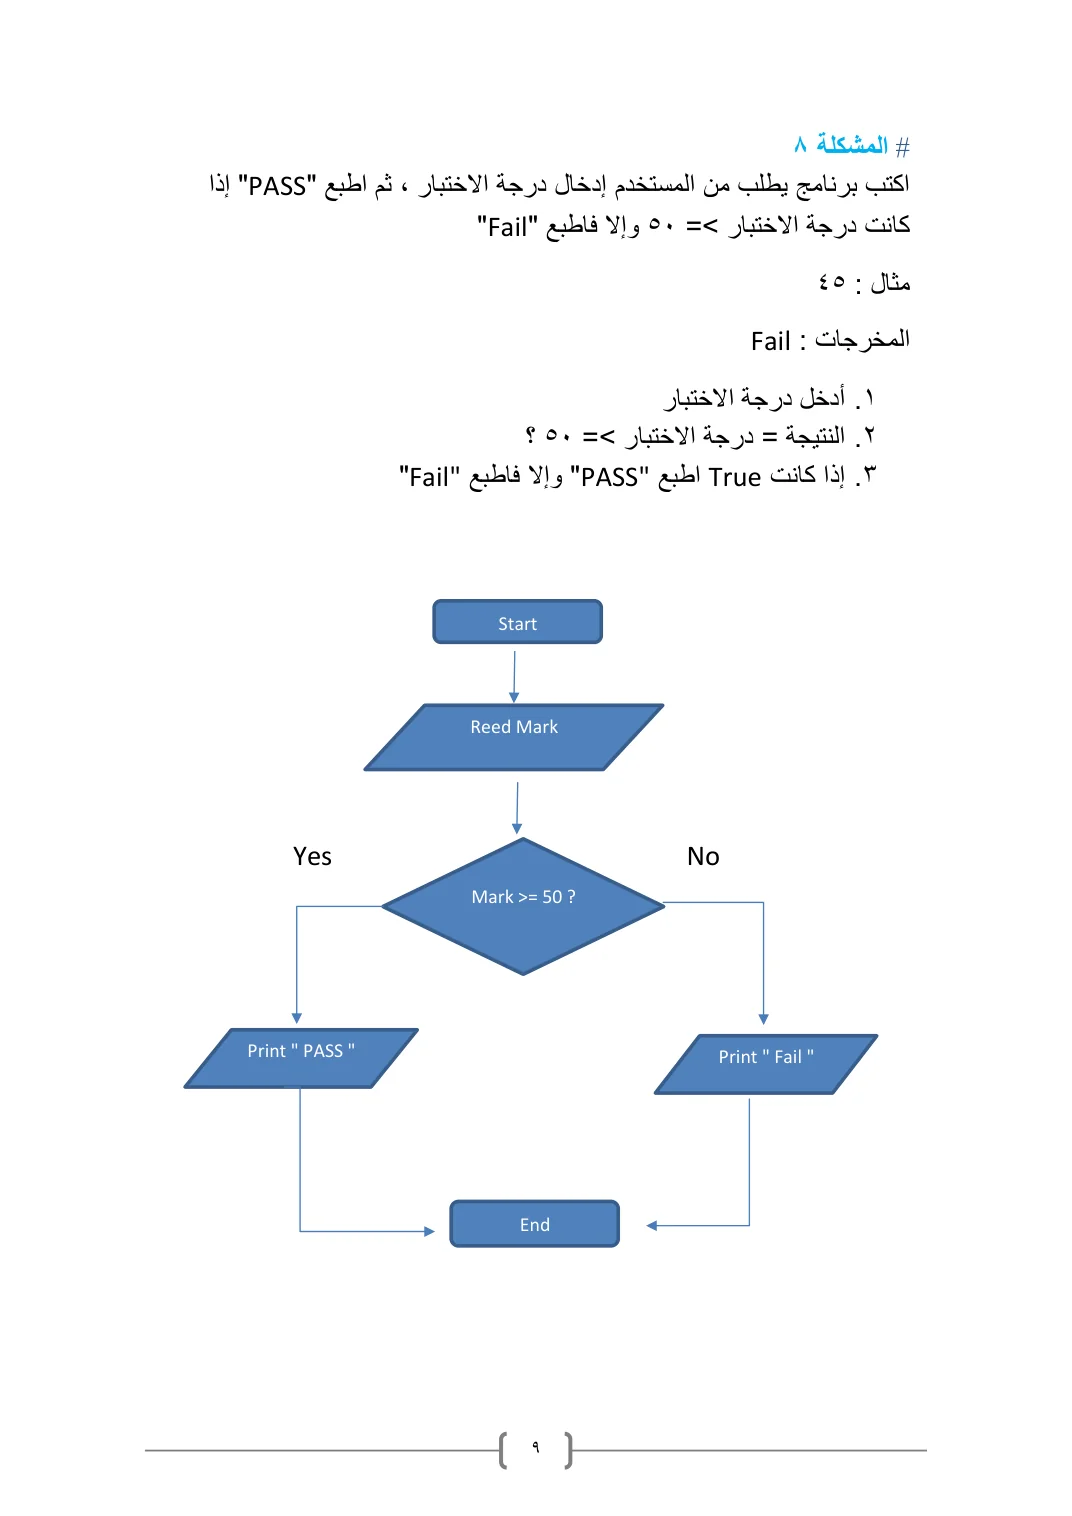 # المشكلة ٨
اكتب برنامج يطلب من المستخدم إدخال درجة الاختبار ، ثم اطبع "PASS" إذا
كانت درجة الاختبار >= ٥٠ وإلا فاطبع "Fail"
مثال : ٤٥
المخرجات : Fail
١. أدخل درجة الاختبار
٢. النتيجة = درجة الاختبار >= ٥٠ ؟
٣. إذا كانت True اطبع "PASS" وإلا فاطبع "Fail"
Start
Reed Mark
Yes
No
Mark >= 50 ?
Print " PASS "
Print " Fail "
End
٩